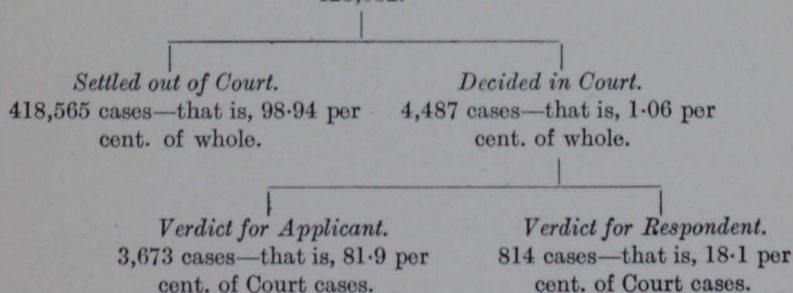 Settled out of Court.
418,565 cases—that is, 98·94 per
cent. of whole.
Decided in Court.
4,487 cases—that is, 1·06 per
cent. of whole.
Verdict for Applicant.
3,673 cases—that is, 81·9 per
cent. of Court cases.
Verdict for Respondent.
814 cases—that is, 18·1 per
cent. of Court cases.